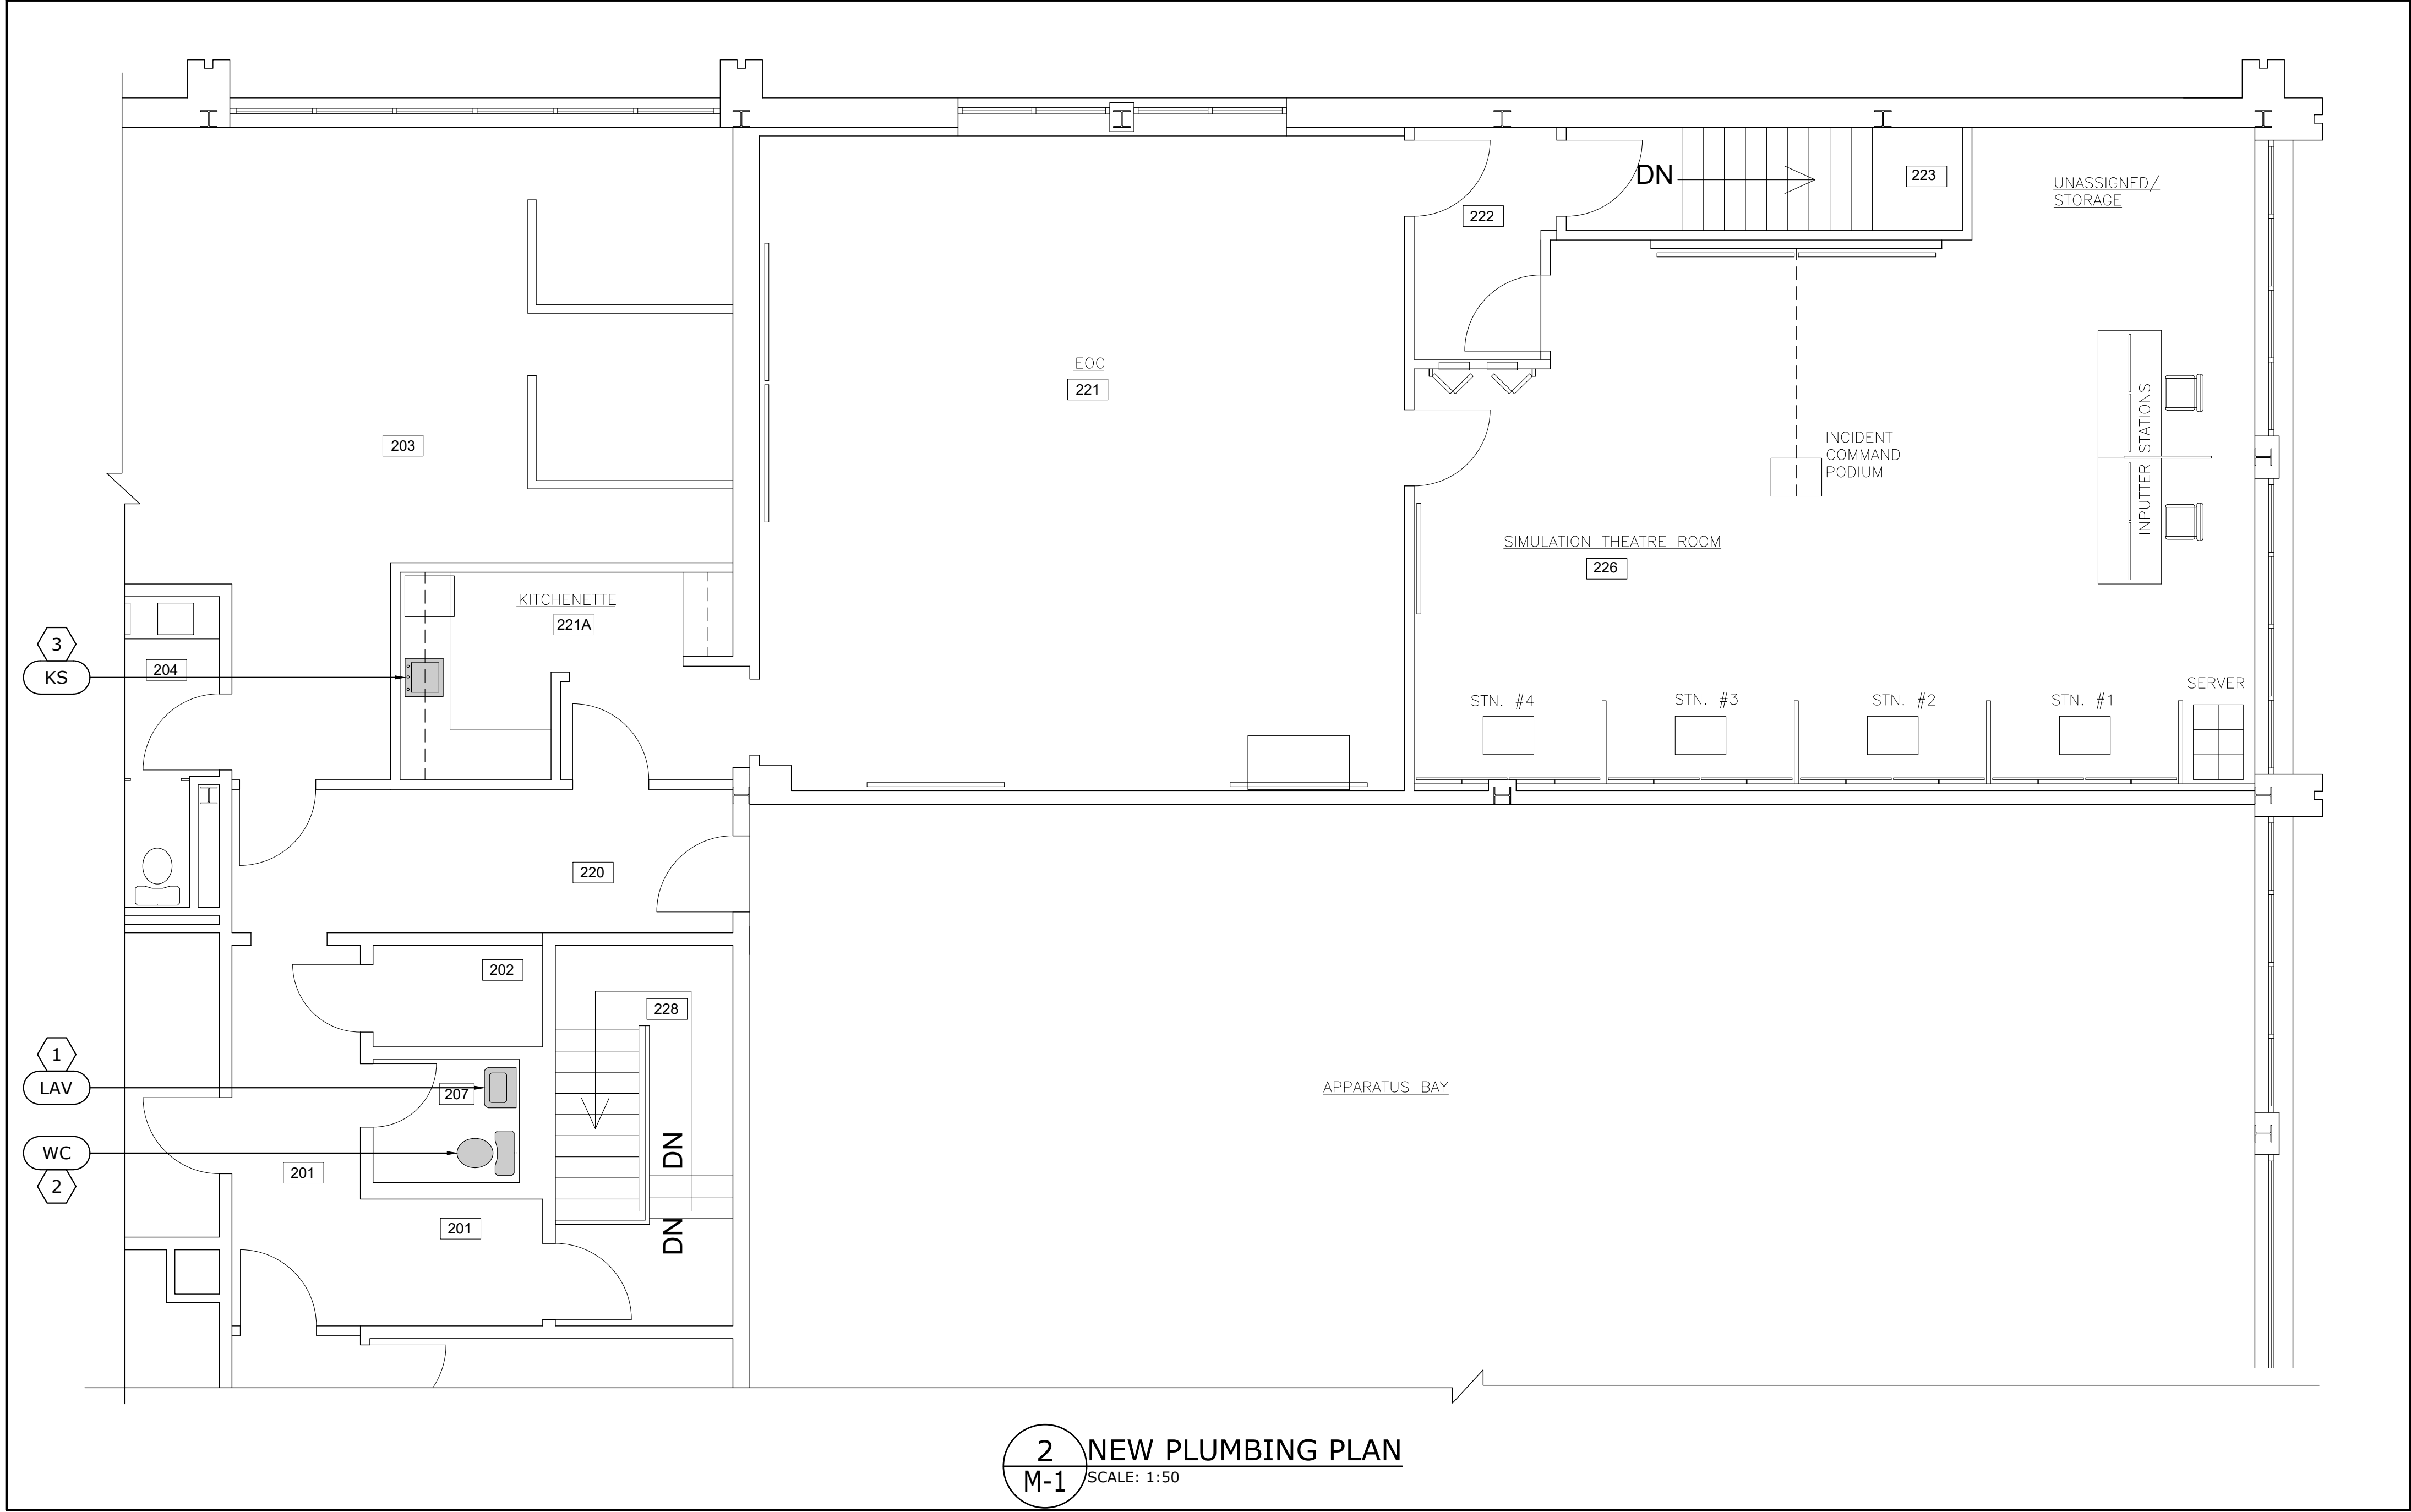 DN
223
UNASSIGNED/
STORAGE
222
EOC
221
203
INCIDENT
COMMAND
PODIUM
INPUTTER STATIONS
SIMULATION THEATRE ROOM
226
KITCHENETTE
221A
3
KS
204
STN. #4
STN. #3
STN. #2
STN. #1
SERVER
220
202
228
1
LAV
207
APPARATUS BAY
WC
2
DN
201
201
DN
2
M-1
NEW PLUMBING PLAN
SCALE: 1:50